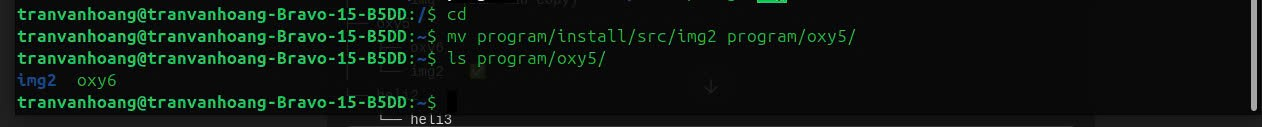 tranvanhoang@tranvanhoang-Bravo-15-B5DD:/$ cd
tranvanhoang@tranvanhoang-Bravo-15-B5DD:~$ mv program/install/src/img2 program/oxy5/
tranvanhoang@tranvanhoang-Bravo-15-B5DD:~$ ls program/oxy5/
img2 oxy6
tranvanhoang@tranvanhoang-Bravo-15-B5DD:~$
└── heli3